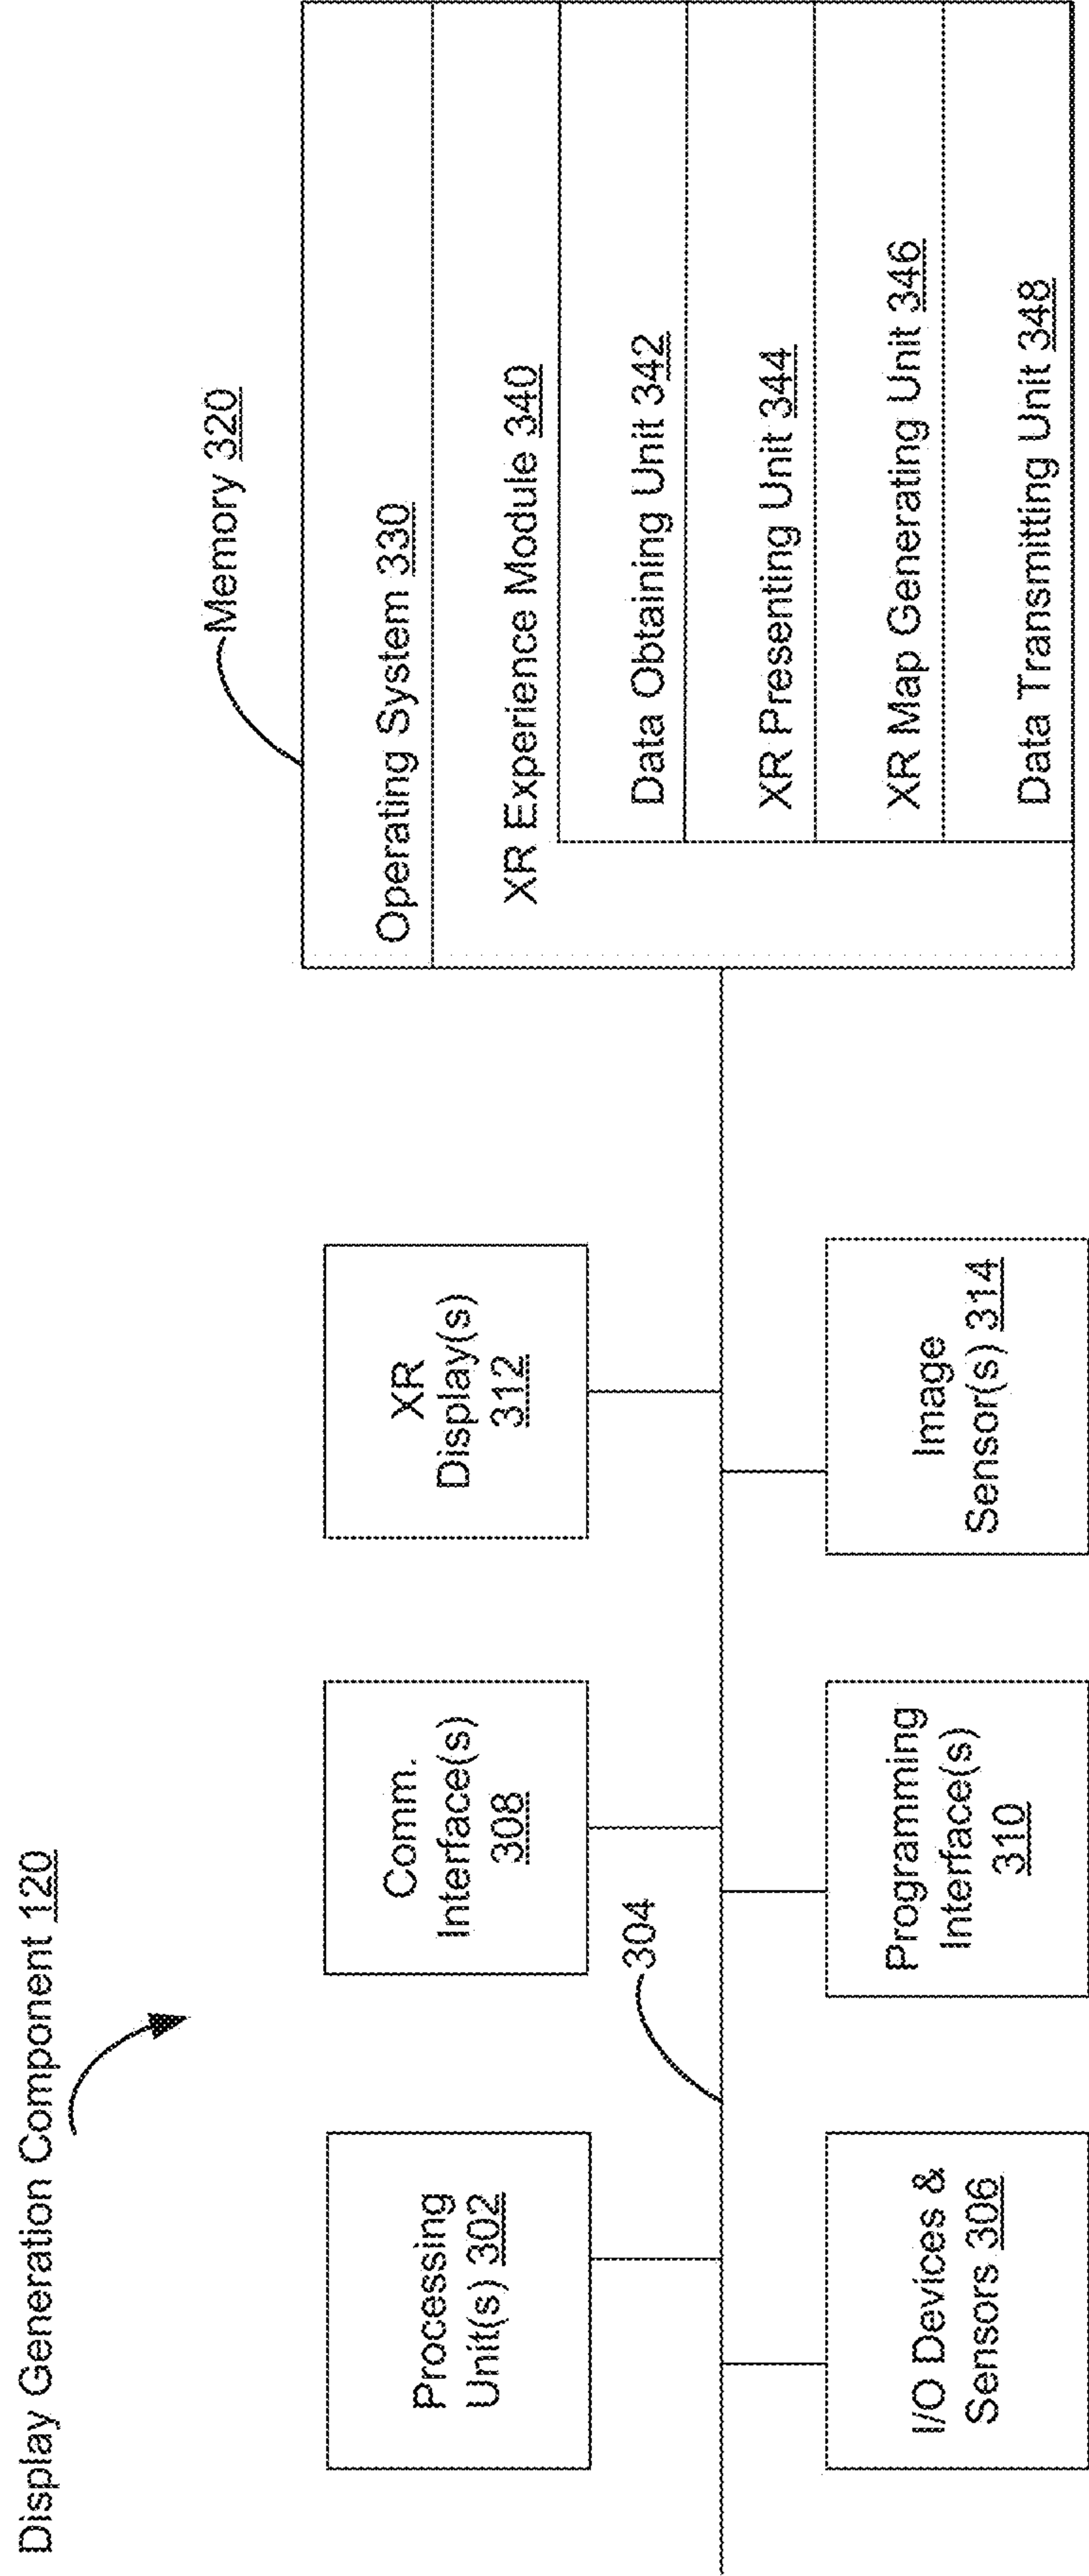 Display Generation Component 120
Processing
Unit(s) 302
Comm.
Interface(s)
308
XR
Display(s)
312
304
I/O Devices &
Sensors 306
Programming
Interface(s)
310
Image
Sensor(s) 314
Memory 320
Operating System 330
XR Experience Module 340
Data Obtaining Unit 342
XR Presenting Unit 344
XR Map Generating Unit 346
Data Transmitting Unit 348